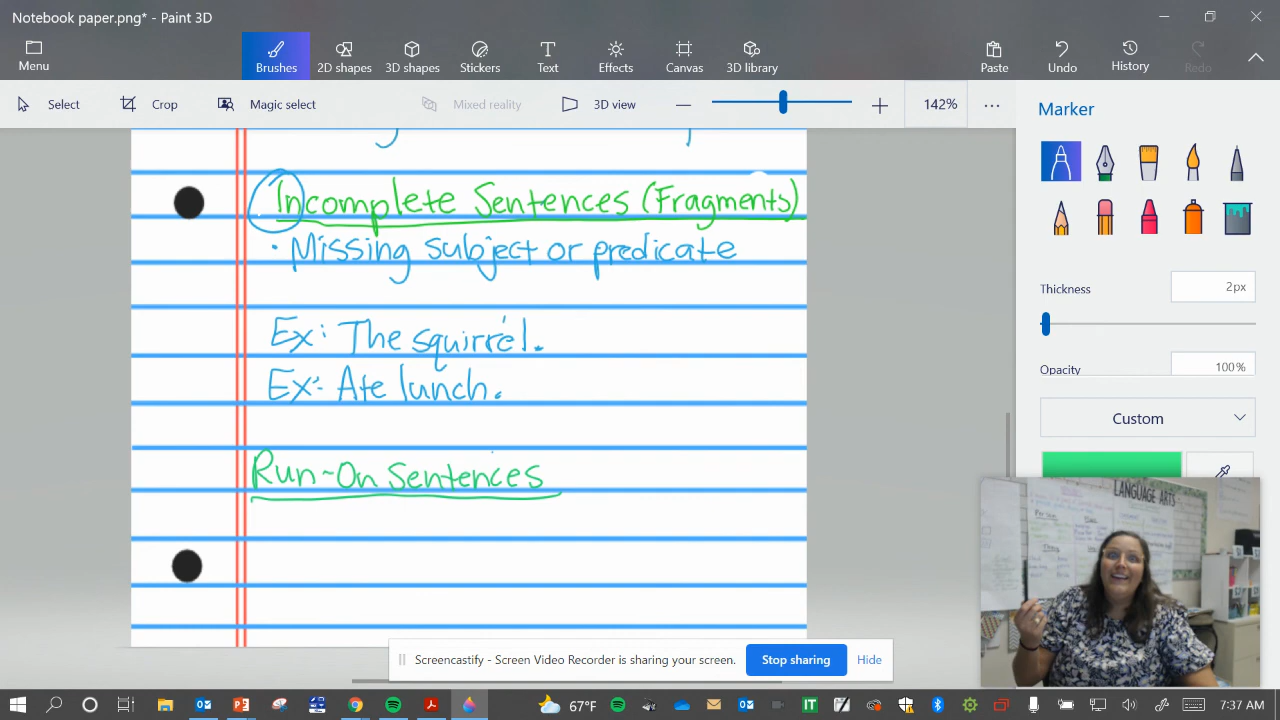 Notebook paper.png* - Paint 3D
Menu
Brushes
2D shapes
3D shapes
Stickers
Text
Effects
Canvas
3D library
Paste
Undo
History
Redo
Select
Crop
Magic select
Mixed reality
3D view
142%
Marker
Incomplete Sentences (Fragments)
· Missing subject or predicate
Thickness
2px
Ex: The squirrel.
Opacity
100%
Ex: Ate lunch.
Custom
Run-On Sentences
LANGUAGE ARTS
Screencastify - Screen Video Recorder is sharing your screen.
Stop sharing
Hide
67°F
7:37 AM